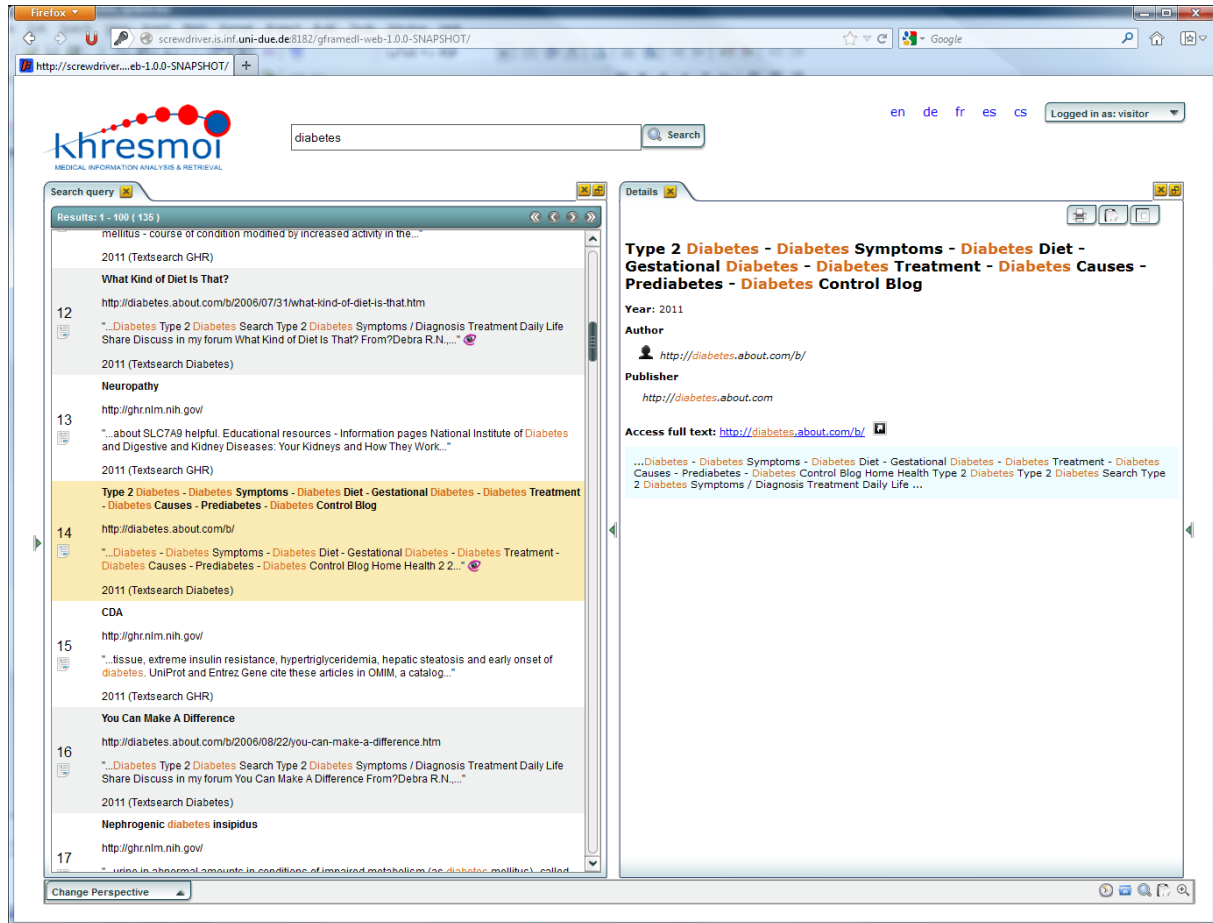 Firefox
screwdriver.is.inf.uni-due.de:8182/gframedl-web-1.0.0-SNAPSHOT/
Google
http://screwdriver....eb-1.0.0-SNAPSHOT/
khresmoi
MEDICAL INFORMATION ANALYSIS & RETRIEVAL
diabetes
Search
en de fr es cs
Logged in as: visitor
Search query
Results: 1 - 100 ( 135 )
mellitus - course of condition modified by increased activity in the..."
2011 (Textsearch GHR)
12
What Kind of Diet Is That?
http://diabetes.about.com/b/2006/07/31/what-kind-of-diet-is-that.htm
"...Diabetes Type 2 Diabetes Search Type 2 Diabetes Symptoms / Diagnosis Treatment Daily Life
Share Discuss in my forum What Kind of Diet Is That? From?Debra R.N.,..."
2011 (Textsearch Diabetes)
13
Neuropathy
http://ghr.nlm.nih.gov/
"...about SLC7A9 helpful. Educational resources - Information pages National Institute of Diabetes
and Digestive and Kidney Diseases: Your Kidneys and How They Work..."
2011 (Textsearch GHR)
14
Type 2 Diabetes - Diabetes Symptoms - Diabetes Diet - Gestational Diabetes - Diabetes Treatment
- Diabetes Causes - Prediabetes - Diabetes Control Blog
http://diabetes.about.com/b/
"...Diabetes - Diabetes Symptoms - Diabetes Diet - Gestational Diabetes - Diabetes Treatment -
Diabetes Causes - Prediabetes - Diabetes Control Blog Home Health 2 2..."
2011 (Textsearch Diabetes)
15
CDA
http://ghr.nlm.nih.gov/
"...tissue, extreme insulin resistance, hypertriglyceridemia, hepatic steatosis and early onset of
diabetes. UniProt and Entrez Gene cite these articles in OMIM, a catalog..."
2011 (Textsearch GHR)
16
You Can Make A Difference
http://diabetes.about.com/b/2006/08/22/you-can-make-a-difference.htm
"...Diabetes Type 2 Diabetes Search Type 2 Diabetes Symptoms / Diagnosis Treatment Daily Life
Share Discuss in my forum You Can Make A Difference From?Debra R.N.,..."
2011 (Textsearch Diabetes)
17
Nephrogenic diabetes insipidus
http://ghr.nlm.nih.gov/
"...urine in abnormal amounts in conditions of impaired metabolism (as diabetes mellitus), called
Details
Type 2 Diabetes - Diabetes Symptoms - Diabetes Diet -
Gestational Diabetes - Diabetes Treatment - Diabetes Causes -
Prediabetes - Diabetes Control Blog
Year: 2011
Author
http://diabetes.about.com/b/
Publisher
http://diabetes.about.com
Access full text: http://diabetes.about.com/b/
...Diabetes - Diabetes Symptoms - Diabetes Diet - Gestational Diabetes - Diabetes Treatment - Diabetes
Causes - Prediabetes - Diabetes Control Blog Home Health Type 2 Diabetes Type 2 Diabetes Search Type
2 Diabetes Symptoms / Diagnosis Treatment Daily Life ...
Change Perspective